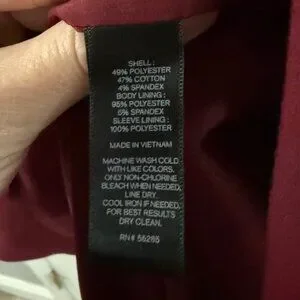 SHELL:
49% POLYESTER
47% COTTON
4% SPANDEX
BODY LINING:
95% POLYESTER
5% SPANDEX
SLEEVE LINING:
100% POLYESTER
MADE IN VIETNAM
MACHINE WASH COLD
WITH LIKE COLORS.
ONLY NON-CHLORINE
BLEACH WHEN NEEDED,
LINE DRY.
COOL IRON IF NEEDED,
FOR BEST RESULTS
DRY CLEAN.
RN# 56285